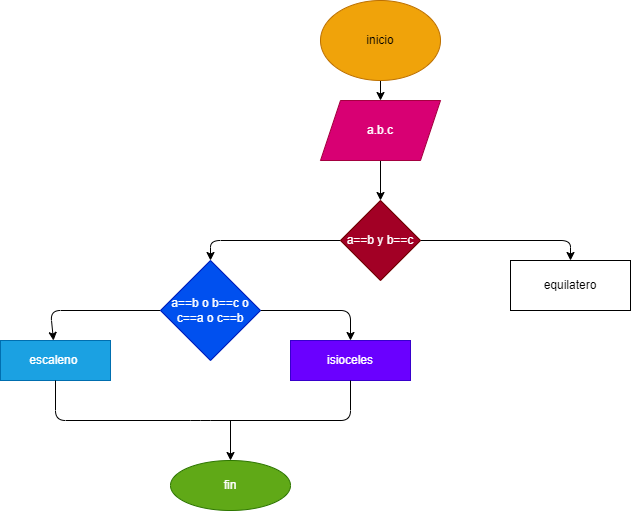 inicio
a.b.c
a==b y b==c
equilatero
a==b o b==c o
c==a o c==b
escaleno
isioceles
fin